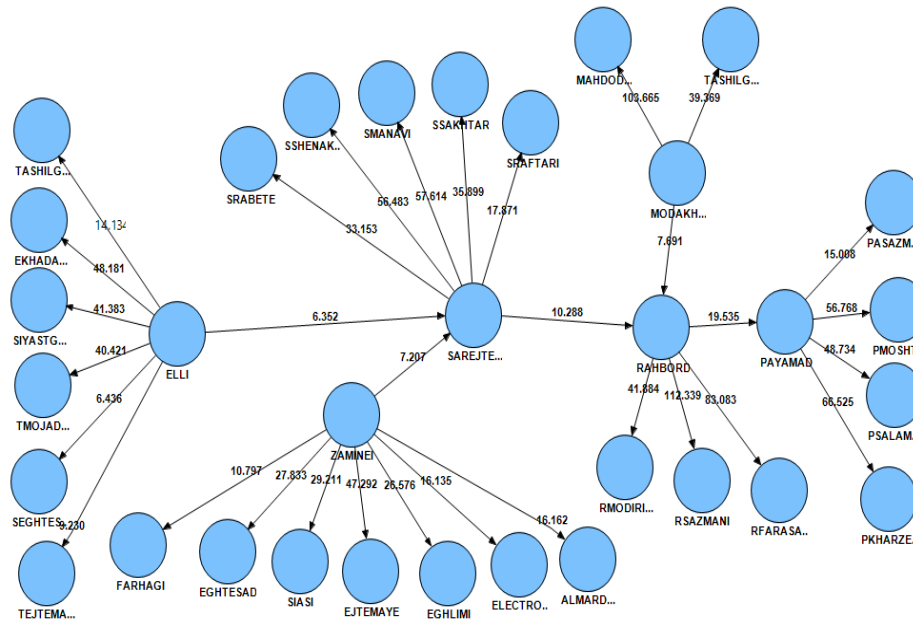 MAHDOD...
TASHILG...
103.665
39.369
SSAKHTAR
SMANAVI
SSHENAK..
SRAFTARI
TASHILG...
SRABETE
MODAKH...
56.483
57.614
35.899
17.871
14.134
33.153
7.691
PASAZM..
EKHADA...
48.181
15.008
41.383
6.352
10.288
19.535
56.768
SIYASTG...
ELLI
SAREJTE...
RAHBORD
PAYAMAD
PMOSHT
40.421
7.207
48.734
41.884
112.339
83.083
66.525
TMOJAD...
6.436
ZAMINEI
PSALAM..
10.797
27.833
29.211
47.292
26.576
16.135
16.162
SEGHTES..
9.230
RMODIRI...
RSAZMANI
RFARASA..
PKHARZE..
FARHAGI
EGHTESAD
SIASI
EJTEMAYE
EGHLIMI
ELECTRO..
ALMARD...
TEJTEMA...